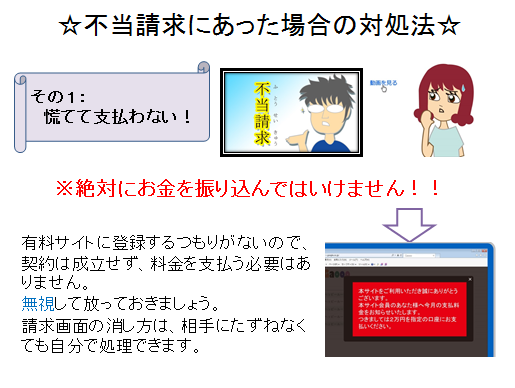 ☆不当請求にあった場合の対処法☆
その１：
慌てて支払わない！
不当請求
ふとうせいきゅう
動画を見る
※絶対にお金を振り込んではいけません！！
有料サイトに登録するつもりがないので、
契約は成立せず、料金を支払う必要はあ
りません。
無視して放っておきましょう。
請求画面の消し方は、相手にたずねなく
ても自分で処理できます。
本サイトをご利用いただき誠にありがとう
ございます。
本サイト会員のあなた様へ今月の支払料
金をお知らせいたします。
つきましては２万円を指定の口座にお支
払いください。